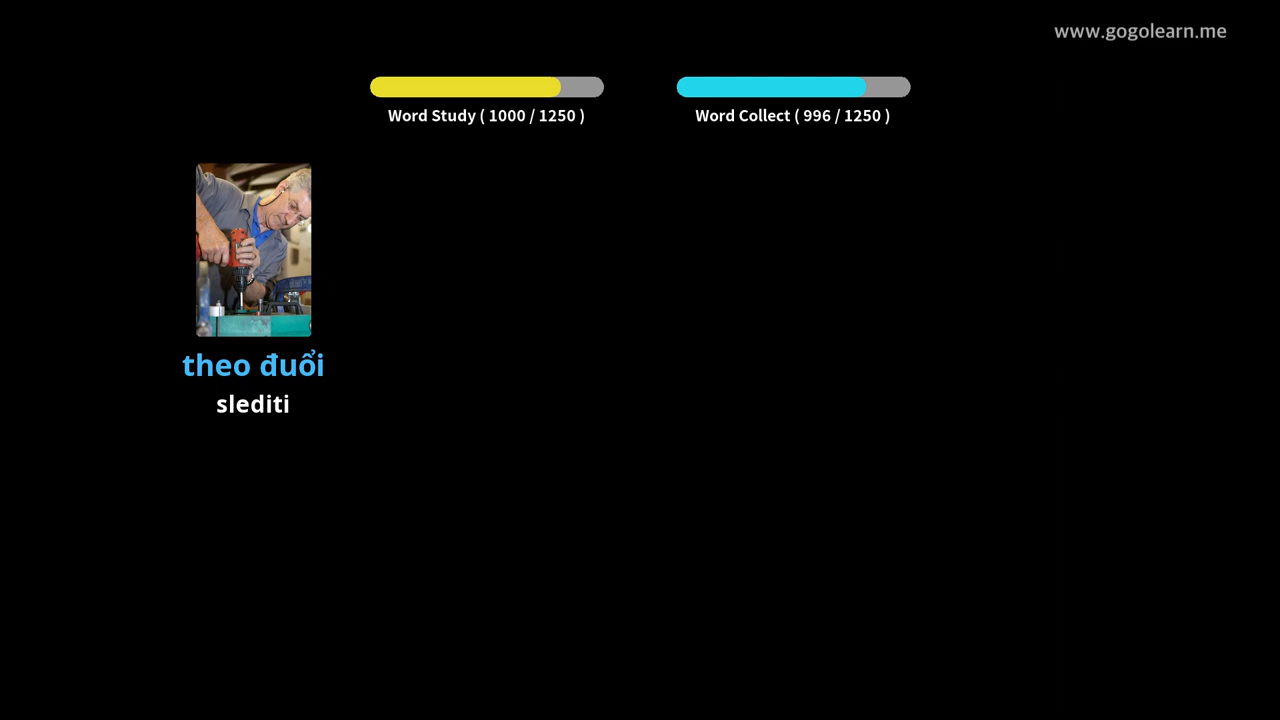 www.gogolearn.me
Word Study ( 1000 / 1250 )
Word Collect ( 996 / 1250 )
theo đuổi
slediti